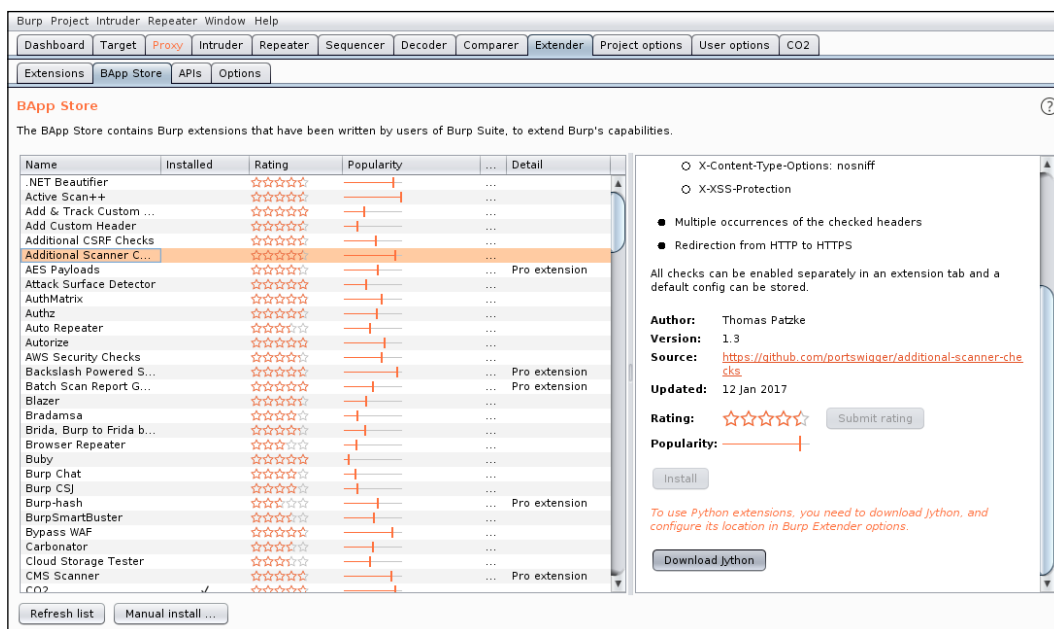 Burp Project Intruder Repeater Window Help
Dashboard Target Proxy Intruder Repeater Sequencer Decoder Comparer Extender Project options User options CO2
Extensions BApp Store APIs Options
BApp Store
?
The BApp Store contains Burp extensions that have been written by users of Burp Suite, to extend Burp's capabilities.
Name Installed Rating Popularity ... Detail
.NET Beautifier ...
Active Scan++ ...
Add & Track Custom ... ...
Add Custom Header ...
Additional CSRF Checks ...
Additional Scanner C... ...
AES Payloads ... Pro extension
Attack Surface Detector ...
AuthMatrix ...
Authz ...
Auto Repeater ...
Autorize ...
AWS Security Checks ...
Backslash Powered S... ... Pro extension
Batch Scan Report G... ... Pro extension
Blazer ...
Bradamsa ...
Brida, Burp to Frida b... ...
Browser Repeater ...
Buby ...
Burp Chat ...
Burp CSJ ...
Burp-hash ... Pro extension
BurpSmartBuster ...
Bypass WAF ...
Carbonator ...
Cloud Storage Tester ...
CMS Scanner ... Pro extension
CO2 ✓ ...
X-Content-Type-Options: nosniff
X-XSS-Protection
Multiple occurrences of the checked headers
Redirection from HTTP to HTTPS
All checks can be enabled separately in an extension tab and a
default config can be stored.
Author: Thomas Patzke
Version: 1.3
Source: https://github.com/portswigger/additional-scanner-che
cks
Updated: 12 Jan 2017
Rating: Submit rating
Popularity:
Install
To use Python extensions, you need to download Jython, and
configure its location in Burp Extender options.
Download Jython
Refresh list Manual install ...